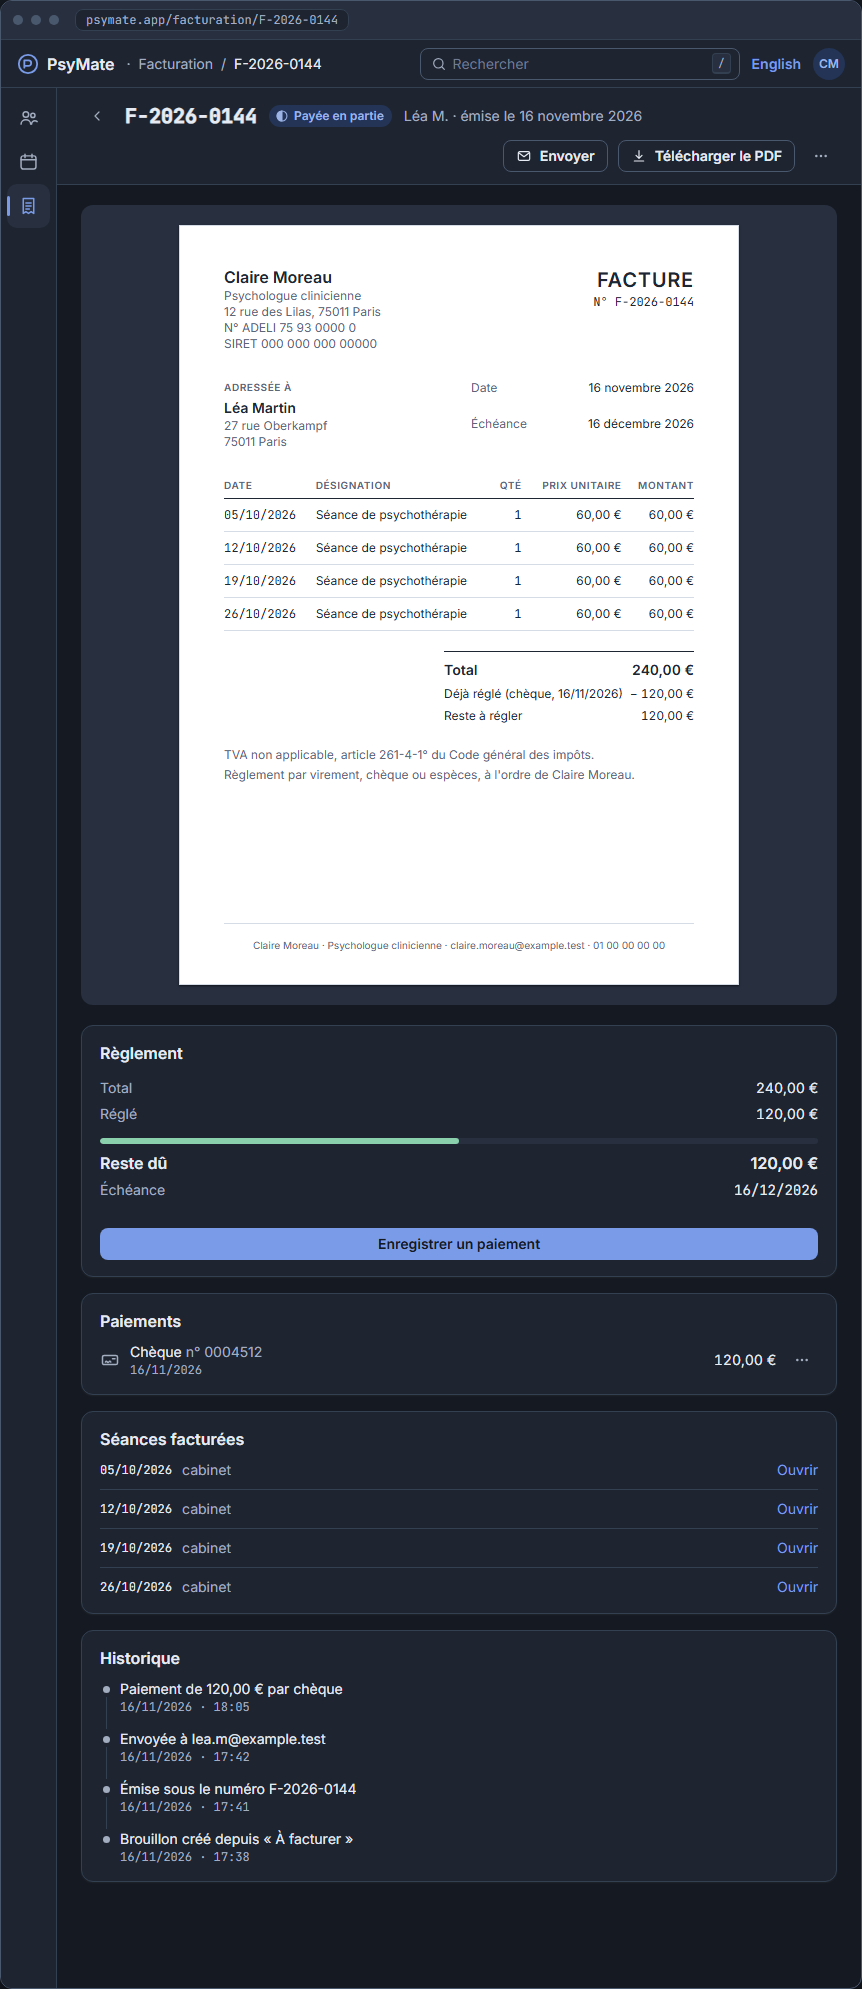 psymate.app/facturation/F-2026-0144
PsyMate · Facturation / F-2026-0144
Rechercher /
English
CM
F-2026-0144
Payée en partie
Léa M. · émise le 16 novembre 2026
Envoyer
Télécharger le PDF
Claire Moreau
Psychologue clinicienne
12 rue des Lilas, 75011 Paris
N° ADELI 75 93 0000 0
SIRET 000 000 000 00000
FACTURE
N° F-2026-0144
ADRESSÉE À
Léa Martin
27 rue Oberkampf
75011 Paris
Date 16 novembre 2026
Échéance 16 décembre 2026
DATE DÉSIGNATION QTÉ PRIX UNITAIRE MONTANT
05/10/2026 Séance de psychothérapie 1 60,00 € 60,00 €
12/10/2026 Séance de psychothérapie 1 60,00 € 60,00 €
19/10/2026 Séance de psychothérapie 1 60,00 € 60,00 €
26/10/2026 Séance de psychothérapie 1 60,00 € 60,00 €
Total 240,00 €
Déjà réglé (chèque, 16/11/2026) − 120,00 €
Reste à régler 120,00 €
TVA non applicable, article 261-4-1° du Code général des impôts.
Règlement par virement, chèque ou espèces, à l'ordre de Claire Moreau.
Claire Moreau · Psychologue clinicienne · claire.moreau@example.test · 01 00 00 00 00
Règlement
Total 240,00 €
Réglé 120,00 €
Reste dû 120,00 €
Échéance 16/12/2026
Enregistrer un paiement
Paiements
Chèque n° 0004512
16/11/2026
120,00 €
Séances facturées
05/10/2026 cabinet Ouvrir
12/10/2026 cabinet Ouvrir
19/10/2026 cabinet Ouvrir
26/10/2026 cabinet Ouvrir
Historique
Paiement de 120,00 € par chèque
16/11/2026 · 18:05
Envoyée à lea.m@example.test
16/11/2026 · 17:42
Émise sous le numéro F-2026-0144
16/11/2026 · 17:41
Brouillon créé depuis « À facturer »
16/11/2026 · 17:38